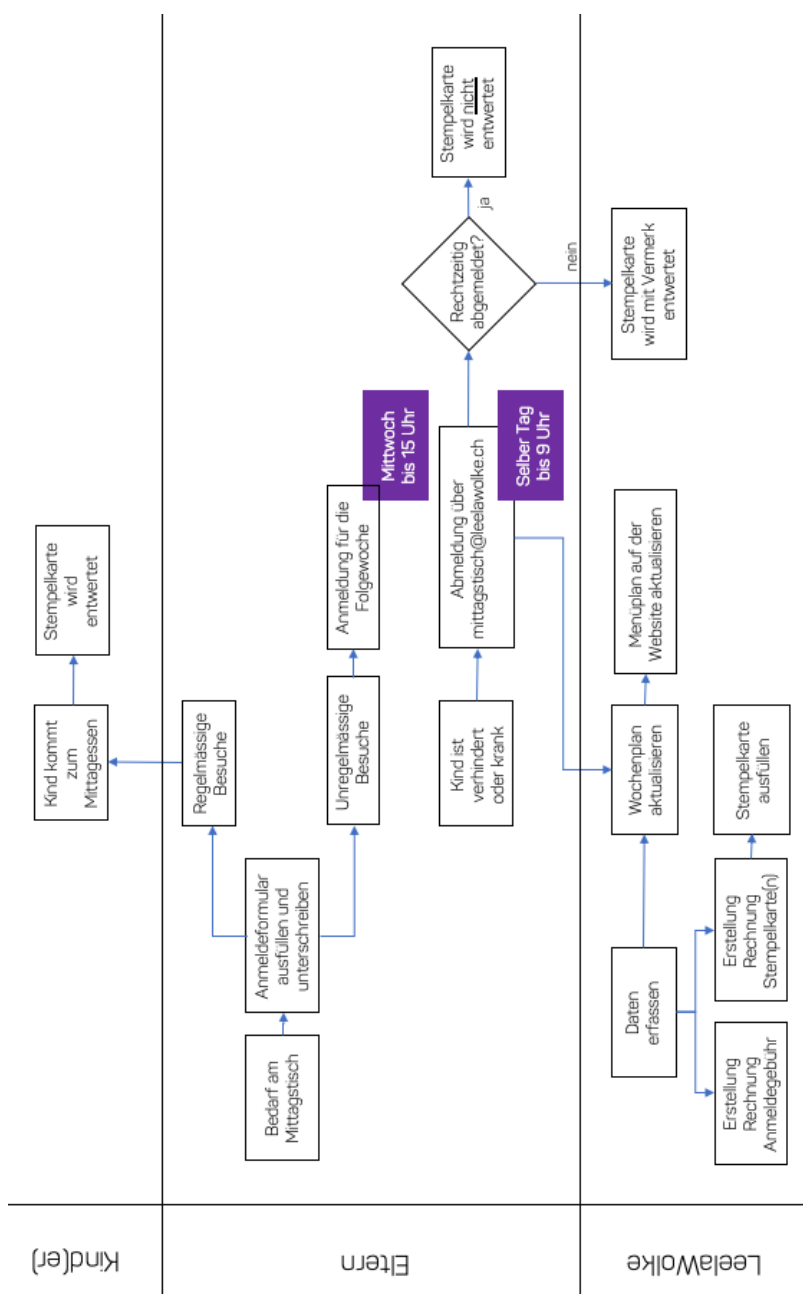 Kind(er)
Kind kommt
zum
Mittagessen
Stempelkarte
wird
entwertet
Eltern
Bedarf am
Mittagstisch
Anmeldeformular
ausfüllen und
unterschreiben
Regelmässige
Besuche
Unregelmässige
Besuche
Anmeldung für die
Folgewoche
Mittwoch
bis 15 Uhr
Kind ist
verhindert
oder krank
Abmeldung über
mittagstisch@leelawolke.ch
Selber Tag
bis 9 Uhr
Rechtzeitig
abgemeldet?
ja
Stempelkarte
wird nicht
entwertet
nein
LeelaWolke
Daten
erfassen
Wochenplan
aktualisieren
Menüplan auf der
Website aktualisieren
Stempelkarte
wird mit Vermerk
entwertet
Erstellung
Rechnung
Anmeldegebühr
Erstellung
Rechnung
Stempelkarte(n)
Stempelkarte
ausfüllen